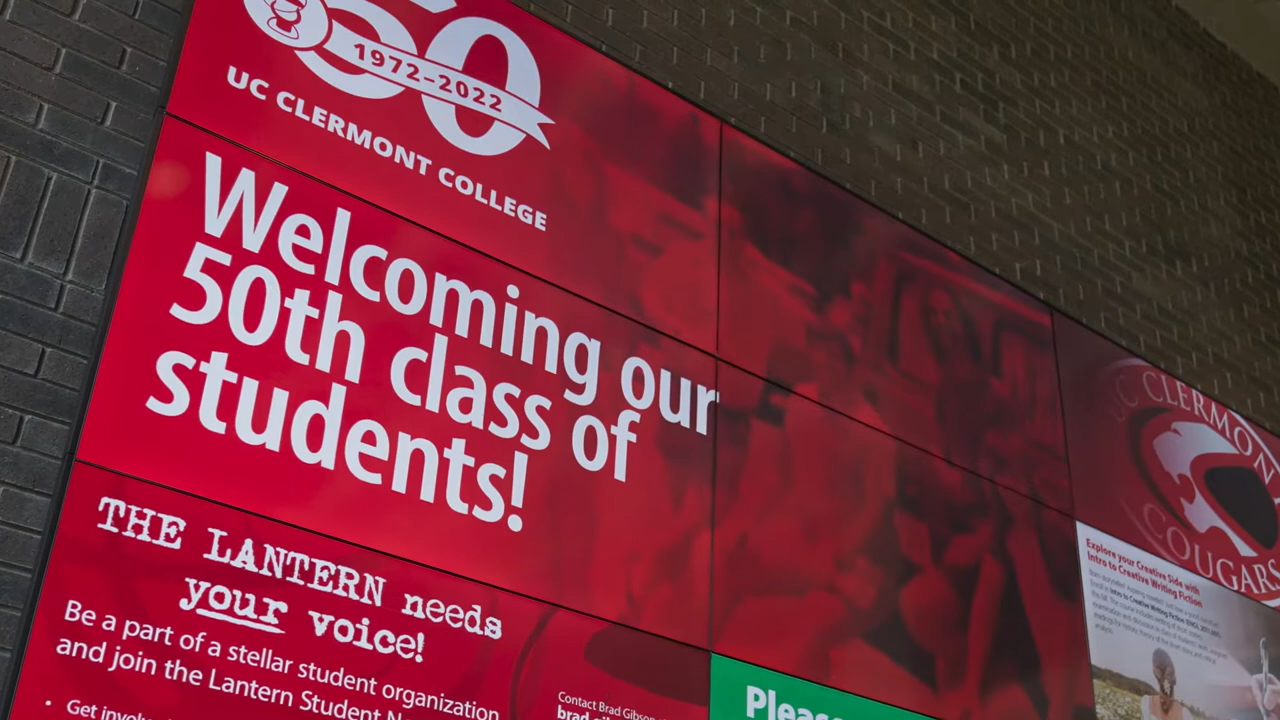 50
1972-2022
UC CLERMONT COLLEGE
Welcoming our
50th class of
students!
THE LANTERN needs
your voice!
Be a part of a stellar student organization
and join the Lantern Student
• Get
Contact Brad Gibson
Please
UC CLERMON
COUGARS
Explore your Creative Side with
Intro to Creative Writing Fiction